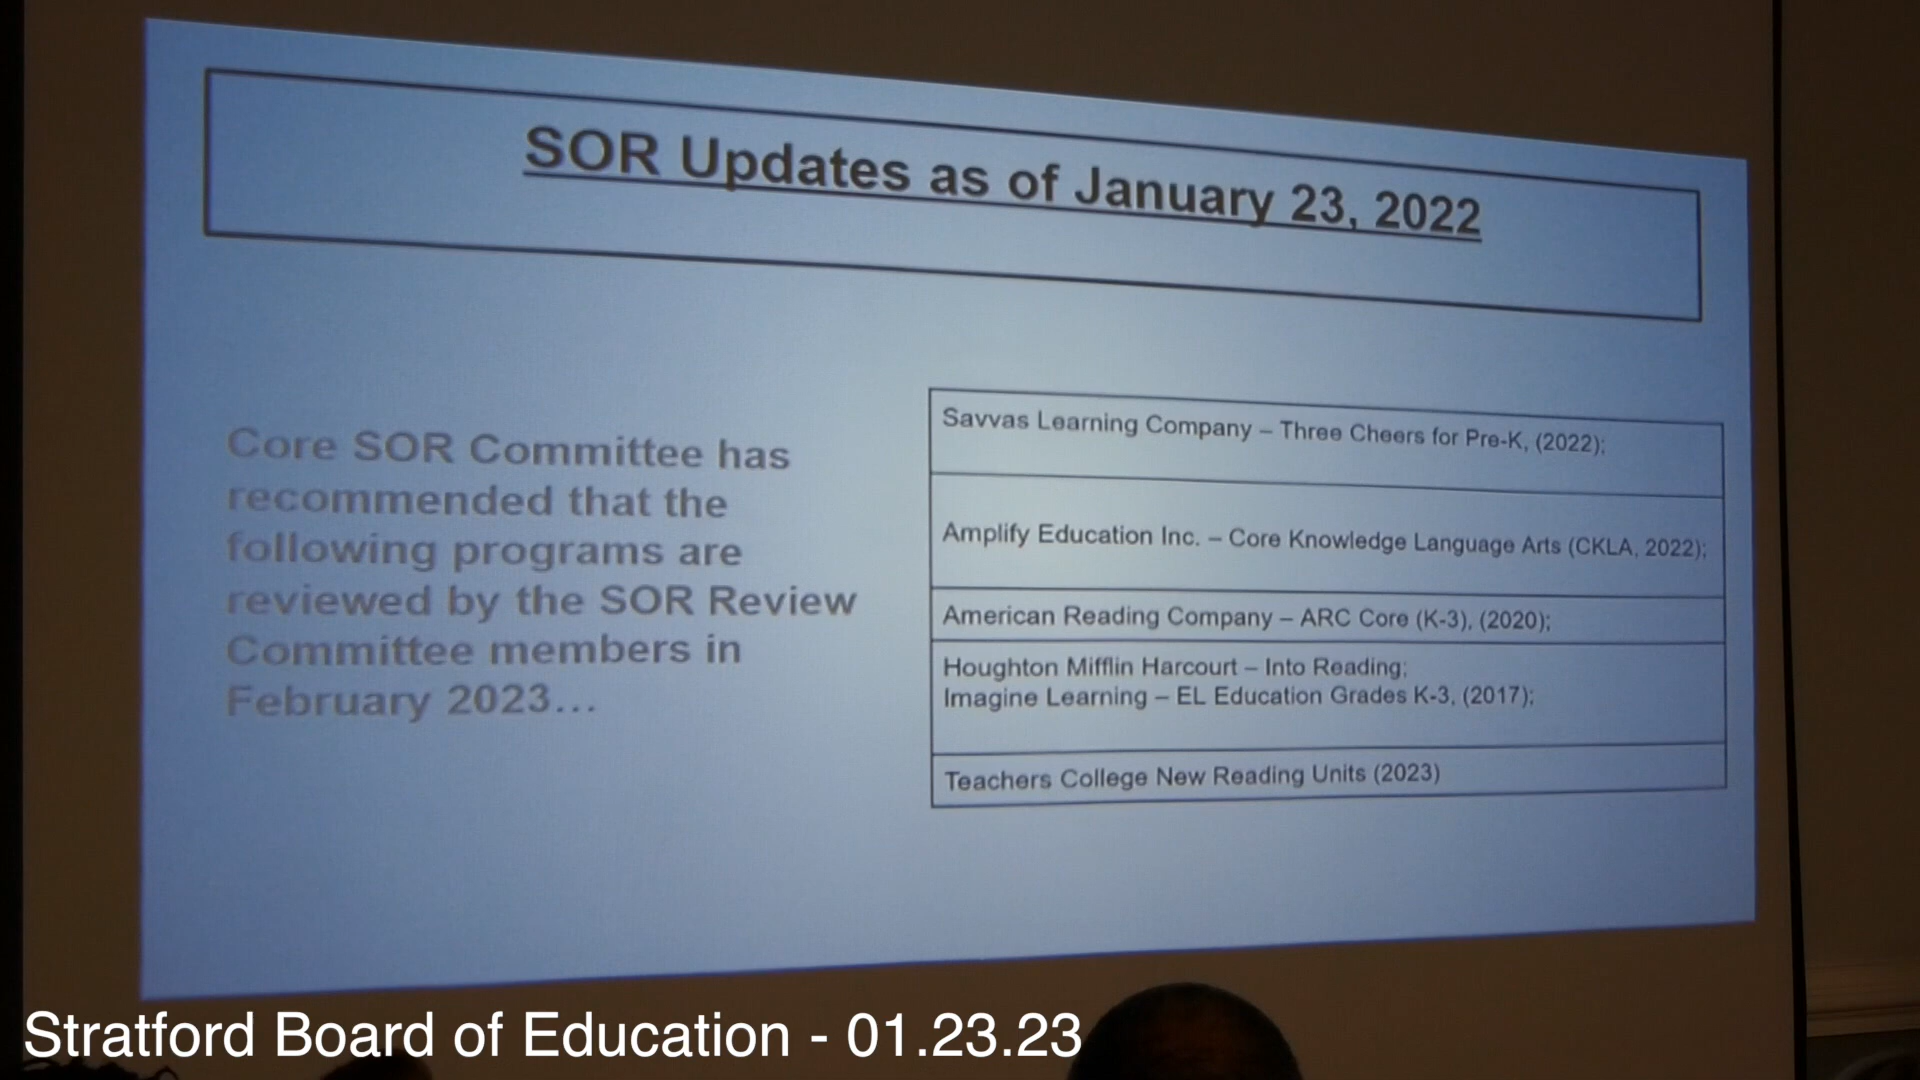 SOR Updates as of January 23, 2022
Core SOR Committee has
recommended that the
following programs are
reviewed by the SOR Review
Committee members in
February 2023...
Savvas Learning Company – Three Cheers for Pre-K, (2022);
Amplify Education Inc. – Core Knowledge Language Arts (CKLA, 2022);
American Reading Company – ARC Core (K-3), (2020);
Houghton Mifflin Harcourt – Into Reading;
Imagine Learning – EL Education Grades K-3, (2017);
Teachers College New Reading Units (2023)
Stratford Board of Education - 01.23.23